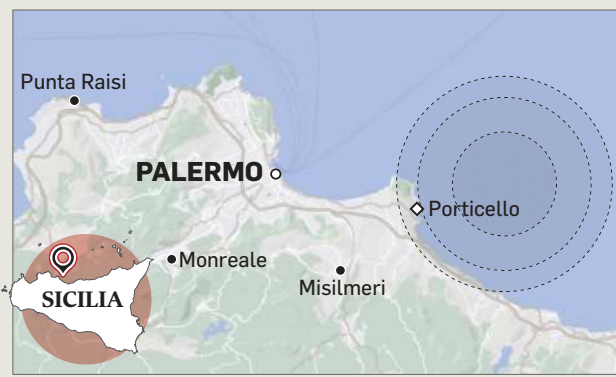 Punta Raisi
PALERMO
Porticello
Monreale
Misilmeri
SICILIA